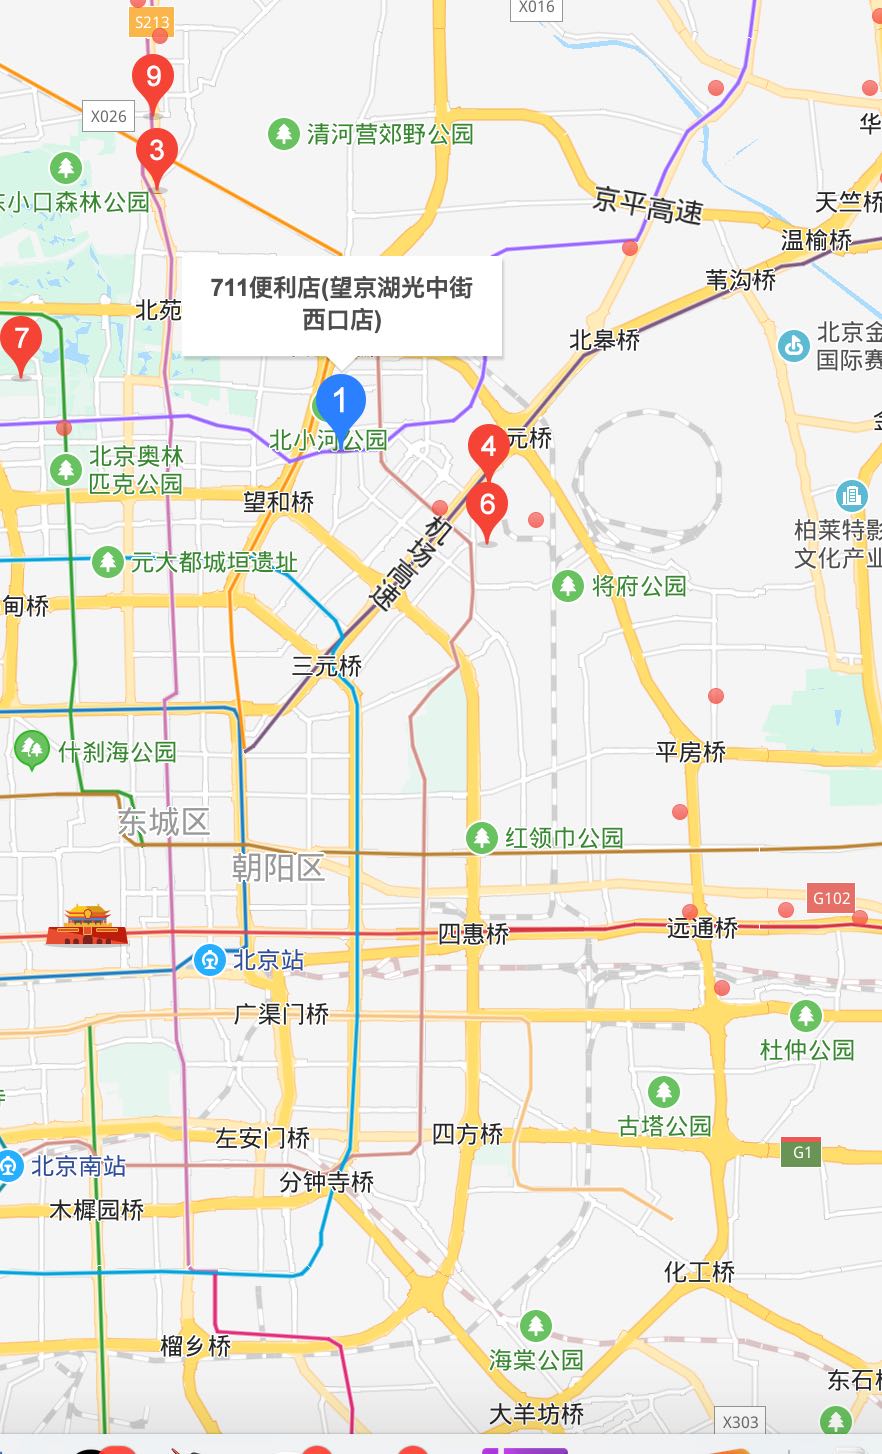 X016
S213
9
X026
清河营郊野公园
3
东小口森林公园
京平高速
天竺桥
温榆桥
苇沟桥
711便利店(望京湖光中街
西口店)
北苑
北皋桥
北京金
国际赛
7
1
4
元桥
北小河公园
北京奥林
匹克公园
望和桥
6
机场高速
柏莱特影
文化产业
元大都城垣遗址
将府公园
甸桥
三元桥
什刹海公园
平房桥
东城区
红领巾公园
朝阳区
G102
四惠桥
远通桥
北京站
广渠门桥
杜仲公园
古塔公园
左安门桥
四方桥
G1
北京南站
分钟寺桥
木樨园桥
化工桥
榴乡桥
海棠公园
东石桥
大羊坊桥
X303